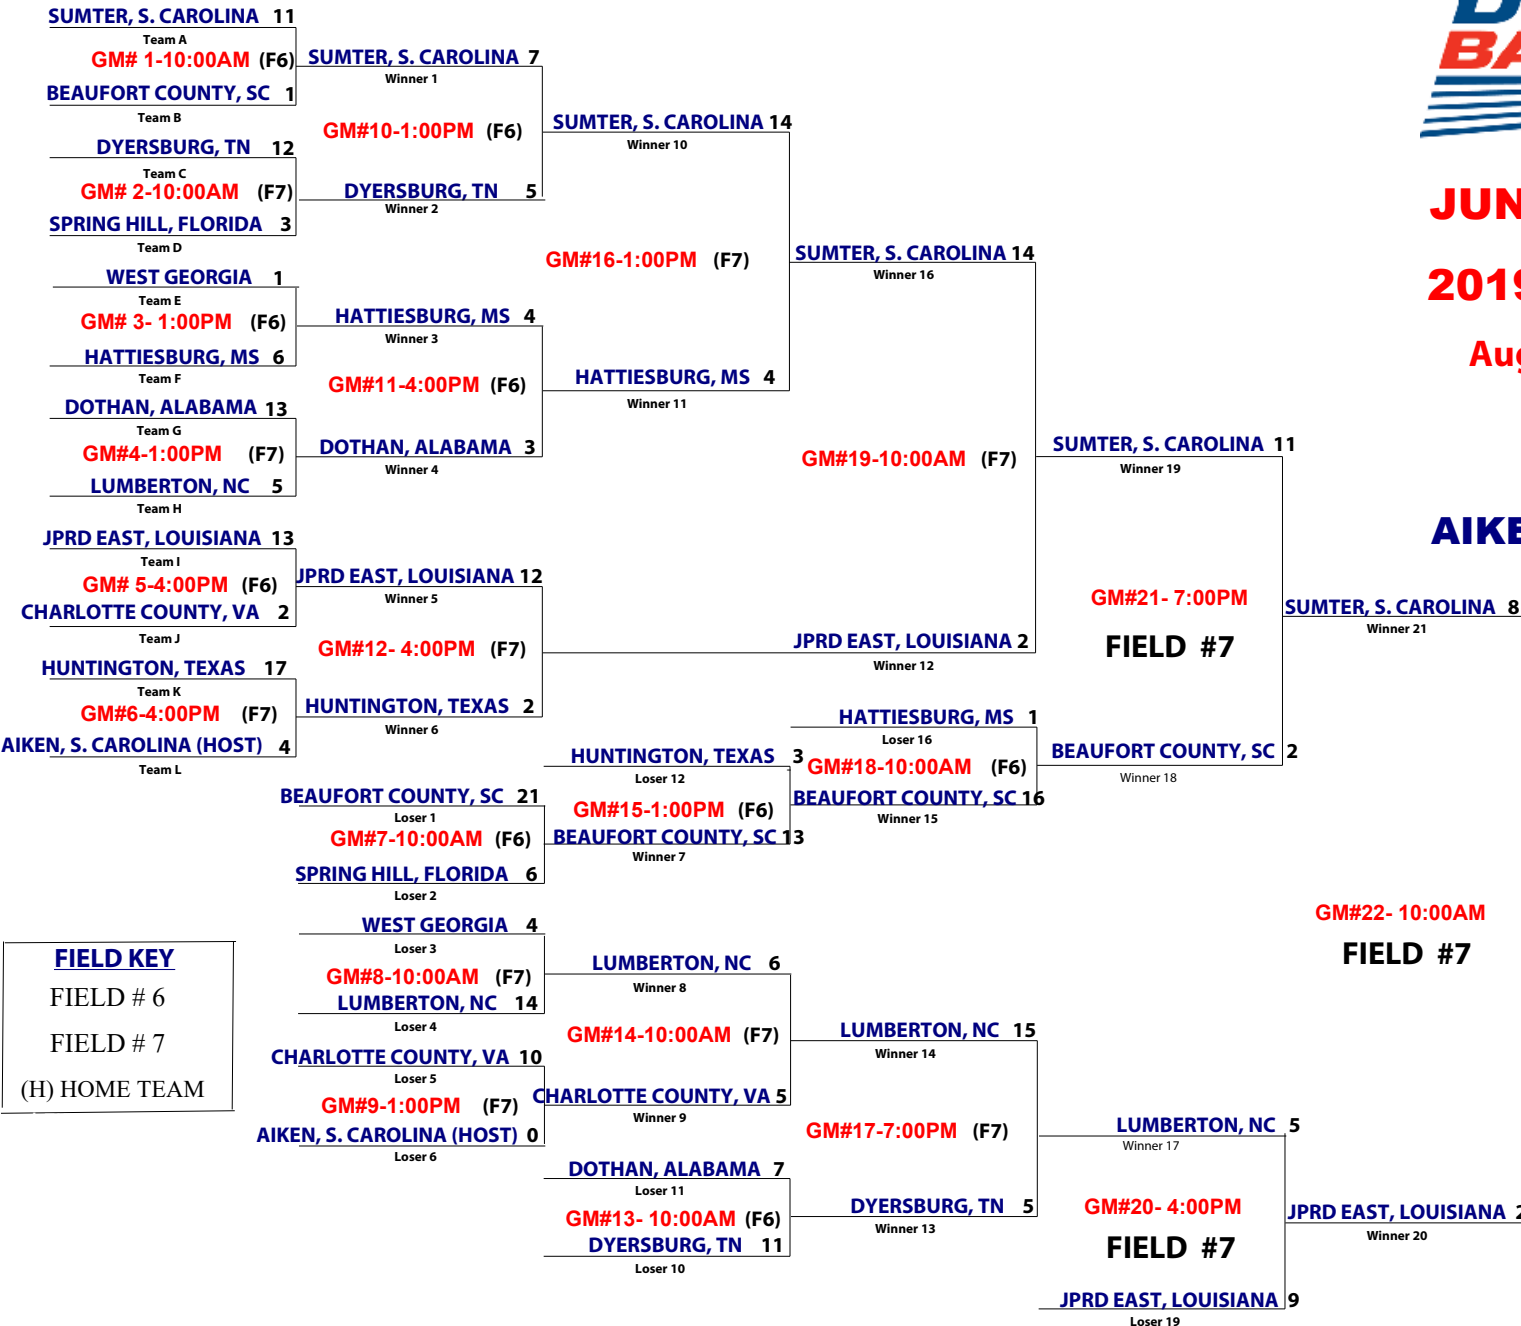 SUMTER, S. CAROLINA 11
Team A
GM# 1-10:00AM (F6)
BEAUFORT COUNTY, SC 1
Team B
DYERSBURG, TN 12
Team C
GM# 2-10:00AM (F7)
SPRING HILL, FLORIDA 3
Team D
WEST GEORGIA 1
Team E
GM# 3- 1:00PM (F6)
HATTIESBURG, MS 6
Team F
DOTHAN, ALABAMA 13
Team G
GM#4-1:00PM (F7)
LUMBERTON, NC 5
Team H
JPRD EAST, LOUISIANA 13
Team I
GM# 5-4:00PM (F6)
CHARLOTTE COUNTY, VA 2
Team J
HUNTINGTON, TEXAS 17
Team K
GM#6-4:00PM (F7)
AIKEN, S. CAROLINA (HOST) 4
Team L
SUMTER, S. CAROLINA 7
Winner 1
GM#10-1:00PM (F6)
DYERSBURG, TN 5
Winner 2
HATTIESBURG, MS 4
Winner 3
GM#11-4:00PM (F6)
DOTHAN, ALABAMA 3
Winner 4
JPRD EAST, LOUISIANA 12
Winner 5
GM#12- 4:00PM (F7)
HUNTINGTON, TEXAS 2
Winner 6
BEAUFORT COUNTY, SC 21
Loser 1
GM#7-10:00AM (F6)
SPRING HILL, FLORIDA 6
Loser 2
WEST GEORGIA 4
Loser 3
GM#8-10:00AM (F7)
LUMBERTON, NC 14
Loser 4
CHARLOTTE COUNTY, VA 10
Loser 5
GM#9-1:00PM (F7)
AIKEN, S. CAROLINA (HOST) 0
Loser 6
SUMTER, S. CAROLINA 14
Winner 10
GM#16-1:00PM (F7)
HATTIESBURG, MS 4
Winner 11
HUNTINGTON, TEXAS 3
Loser 12
GM#15-1:00PM (F6)
BEAUFORT COUNTY, SC 13
Winner 7
LUMBERTON, NC 6
Winner 8
GM#14-10:00AM (F7)
CHARLOTTE COUNTY, VA 5
Winner 9
DOTHAN, ALABAMA 7
Loser 11
GM#13- 10:00AM (F6)
DYERSBURG, TN 11
Loser 10
SUMTER, S. CAROLINA 14
Winner 16
GM#19-10:00AM (F7)
JPRD EAST, LOUISIANA 2
Winner 12
HATTIESBURG, MS 1
Loser 16
GM#18-10:00AM (F6)
BEAUFORT COUNTY, SC 16
Winner 15
LUMBERTON, NC 15
Winner 14
GM#17-7:00PM (F7)
DYERSBURG, TN 5
Winner 13
SUMTER, S. CAROLINA 11
Winner 19
GM#21- 7:00PM
FIELD #7
BEAUFORT COUNTY, SC 2
Winner 18
LUMBERTON, NC 5
Winner 17
GM#20- 4:00PM
FIELD #7
JPRD EAST, LOUISIANA 9
Loser 19
SUMTER, S. CAROLINA 8
Winner 21
GM#22- 10:00AM
FIELD #7
JPRD EAST, LOUISIANA 2
Winner 20
BA
JUN
2019
Aug
AIKE
FIELD KEY
FIELD # 6
FIELD # 7
(H) HOME TEAM